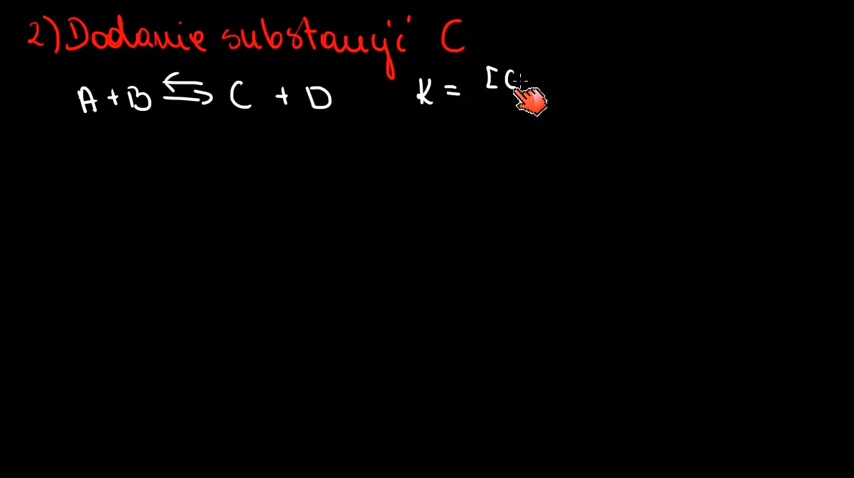 2) Dodanie substancji C
A + B ⇄ C + D K = [C